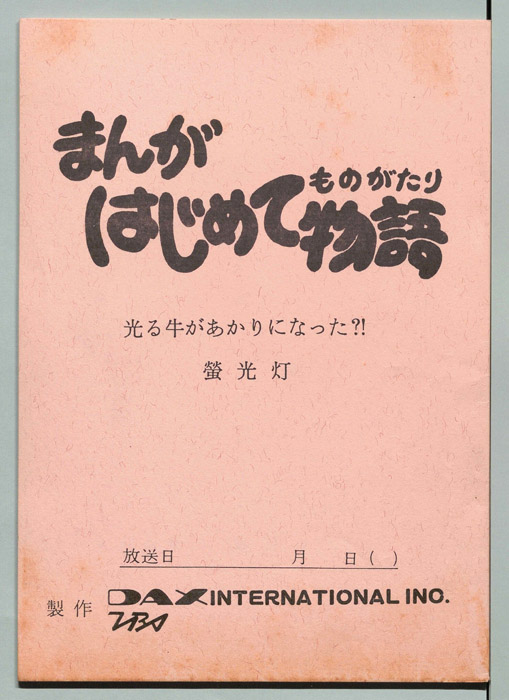 まんが
はじめて物語
ものがたり
光る牛があかりになった?!
螢光灯
放送日 月 日( )
製作 DAX INTERNATIONAL INC.
TBS